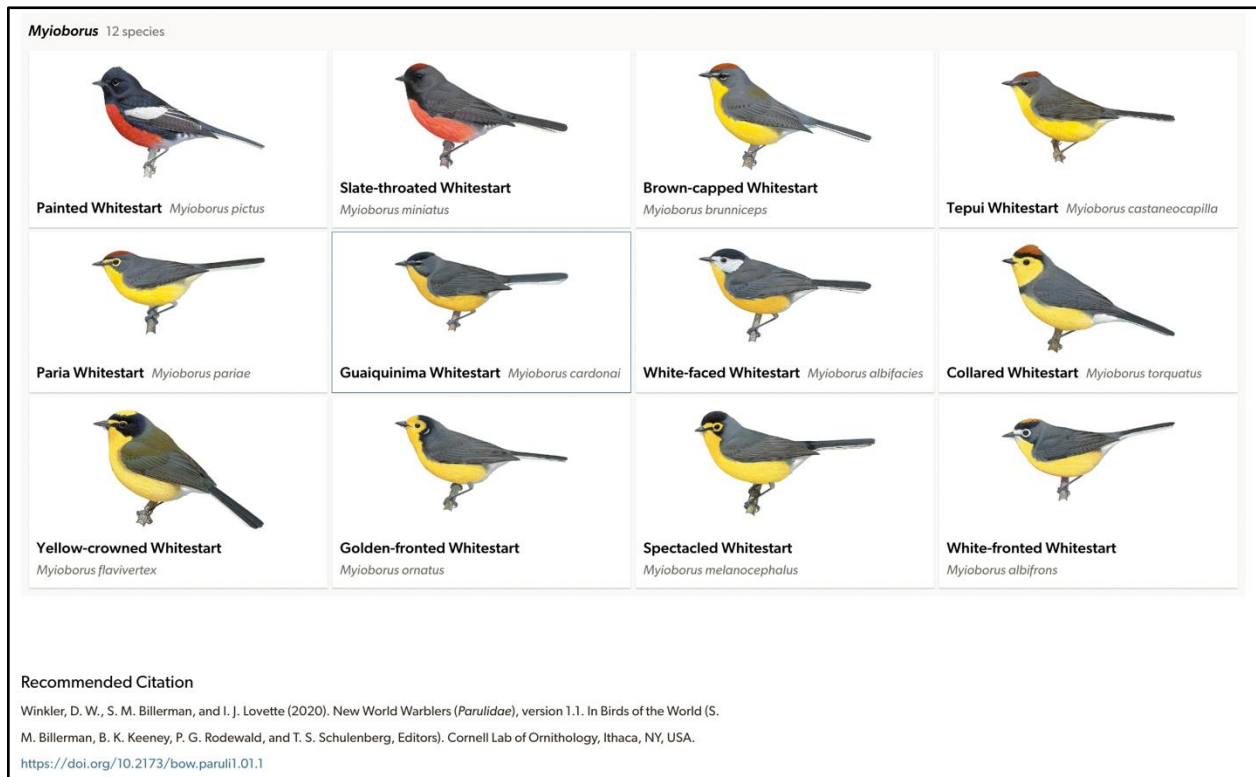 Myioborus 12 species
Painted Whitestart Myioborus pictus
Slate-throated Whitestart
Myioborus miniatus
Brown-capped Whitestart
Myioborus brunniceps
Tepui Whitestart Myioborus castaneocapilla
Paria Whitestart Myioborus pariae
Guaiquinima Whitestart Myioborus cardonai
White-faced Whitestart Myioborus albifacies
Collared Whitestart Myioborus torquatus
Yellow-crowned Whitestart
Myioborus flavivertex
Golden-fronted Whitestart
Myioborus ornatus
Spectacled Whitestart
Myioborus melanocephalus
White-fronted Whitestart
Myioborus albifrons
Recommended Citation
Winkler, D. W., S. M. Billerman, and I. J. Lovette (2020). New World Warblers (Parulidae), version 1.1. In Birds of the World (S.
M. Billerman, B. K. Keeney, P. G. Rodewald, and T. S. Schulenberg, Editors). Cornell Lab of Ornithology, Ithaca, NY, USA.
https://doi.org/10.2173/bow.paruli1.01.1